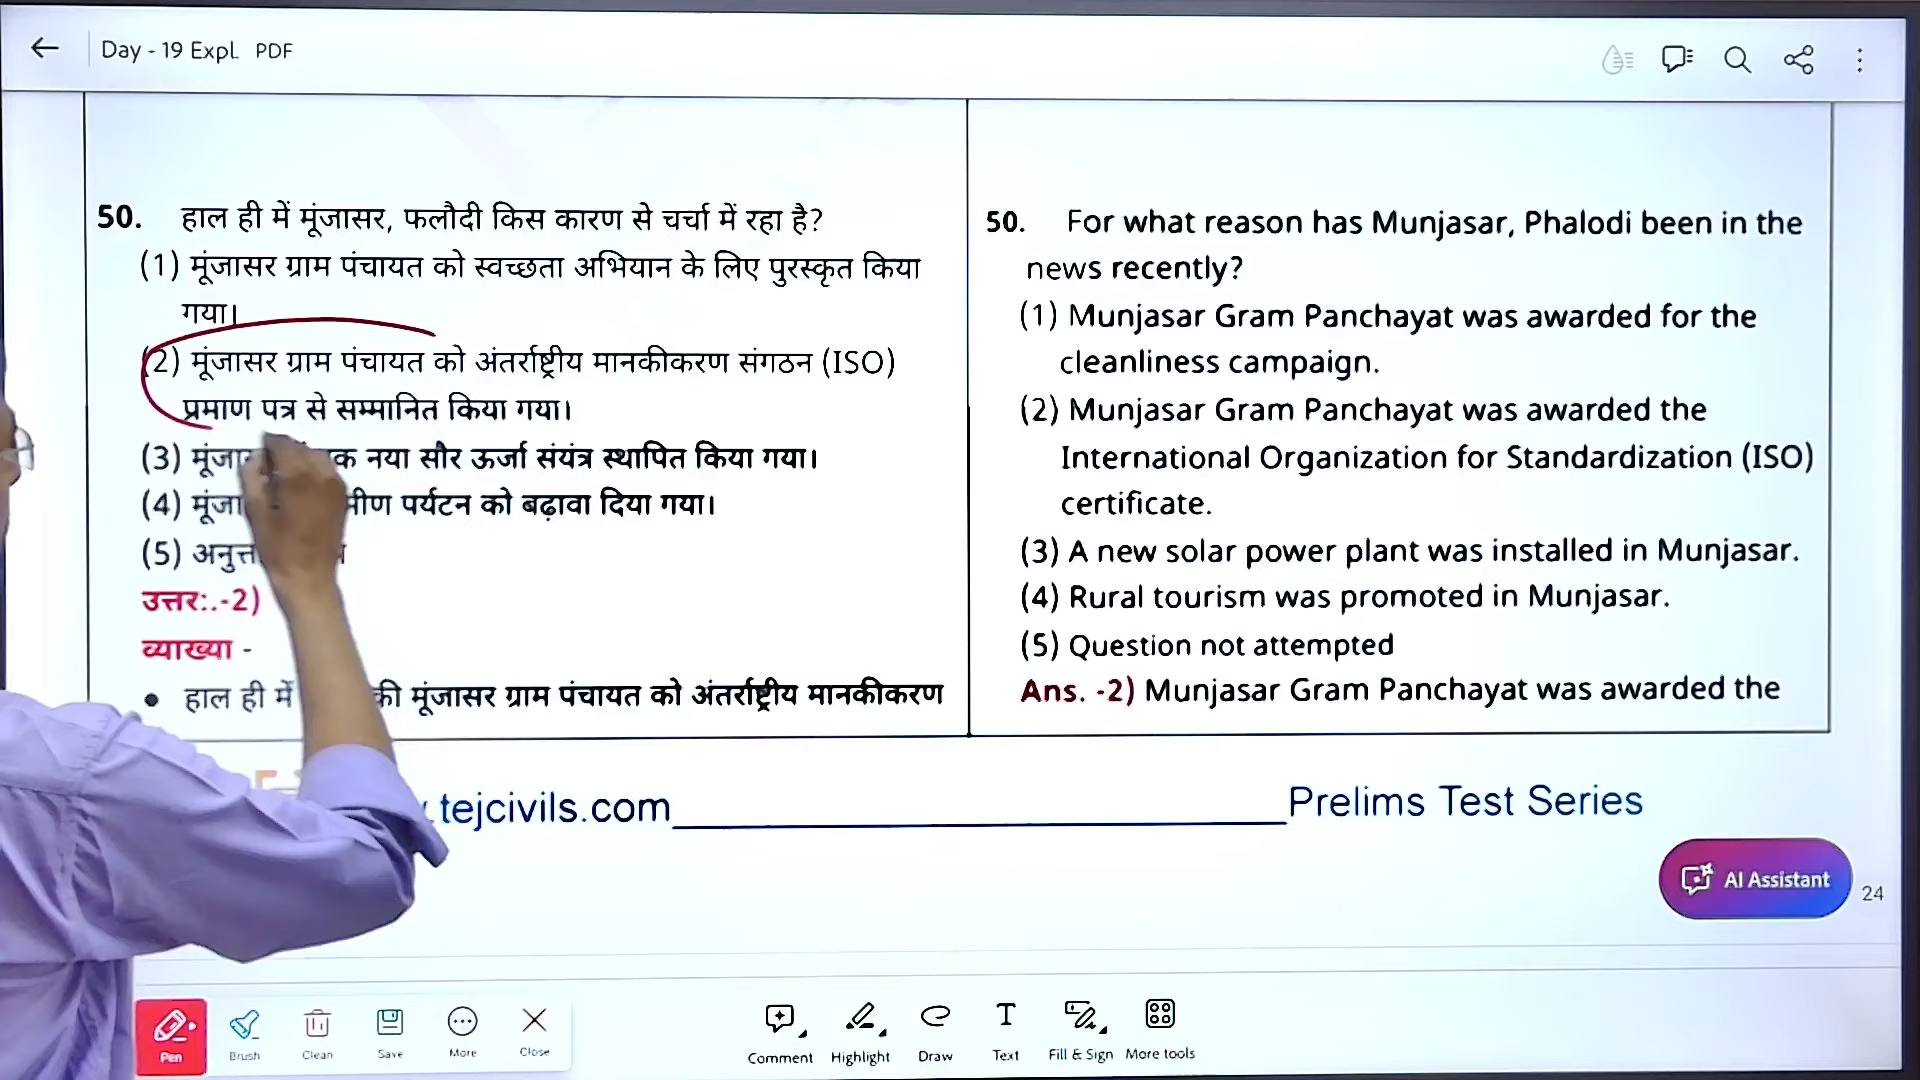 Day - 19 Expl. PDF
50. हाल ही में मूंजासर, फलौदी किस कारण से चर्चा में रहा है?
(1) मूंजासर ग्राम पंचायत को स्वच्छता अभियान के लिए पुरस्कृत किया
गया।
(2) मूंजासर ग्राम पंचायत को अंतर्राष्ट्रीय मानकीकरण संगठन (ISO)
प्रमाण पत्र से सम्मानित किया गया।
(3) नया सौर ऊर्जा संयंत्र स्थापित किया गया।
(4) पर्यटन को बढ़ावा दिया गया।
(5)
उत्तर:.-2)
व्याख्या -
• हाल ही में की मूंजासर ग्राम पंचायत को अंतर्राष्ट्रीय मानकीकरण
50. For what reason has Munjasar, Phalodi been in the
news recently?
(1) Munjasar Gram Panchayat was awarded for the
cleanliness campaign.
(2) Munjasar Gram Panchayat was awarded the
International Organization for Standardization (ISO)
certificate.
(3) A new solar power plant was installed in Munjasar.
(4) Rural tourism was promoted in Munjasar.
(5) Question not attempted
Ans. -2) Munjasar Gram Panchayat was awarded the
tejcivils.com Prelims Test Series
AI Assistant
24
Pen Brush Clean Save More Close
Comment Highlight Draw Text Fill & Sign More tools